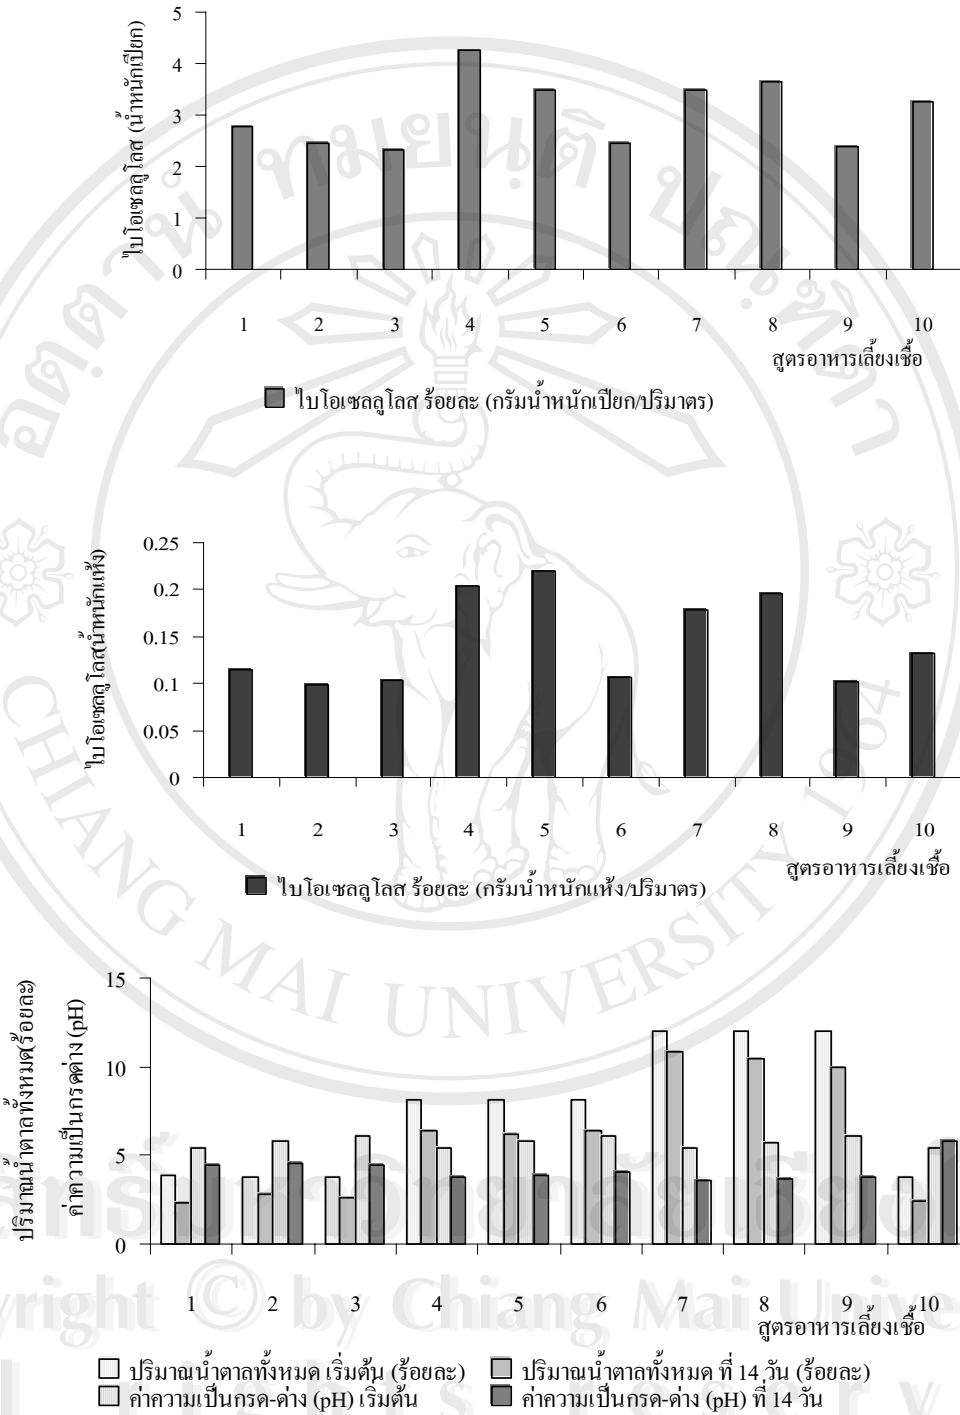 5
4
3
2
1
0
ไบโอเซลลูโลส (น้ำหนักเปียก)
1 2 3 4 5 6 7 8 9 10
สูตรอาหารเลี้ยงเชื้อ
ไบโอเซลลูโลส ร้อยละ (กรัมน้ำหนักเปียก/ปริมาตร)
0.25
0.2
0.15
0.1
0.05
0
ไบโอเซลลูโลส(น้ำหนักแห้ง)
1 2 3 4 5 6 7 8 9 10
สูตรอาหารเลี้ยงเชื้อ
ไบโอเซลลูโลส ร้อยละ (กรัมน้ำหนักแห้ง/ปริมาตร)
CHIANG MAI UNIVERSITY 1964
15
10
5
0
ปริมาณน้ำตาลทั้งหมด(ร้อยละ)
ค่าความเป็นกรดด่าง (pH)
1 2 3 4 5 6 7 8 9 10
สูตรอาหารเลี้ยงเชื้อ
© by Chiang Mai
ปริมาณน้ำตาลทั้งหมด เริ่มต้น (ร้อยละ)
ปริมาณน้ำตาลทั้งหมด ที่ 14 วัน (ร้อยละ)
ค่าความเป็นกรด-ด่าง (pH) เริ่มต้น
ค่าความเป็นกรด-ด่าง (pH) ที่ 14 วัน